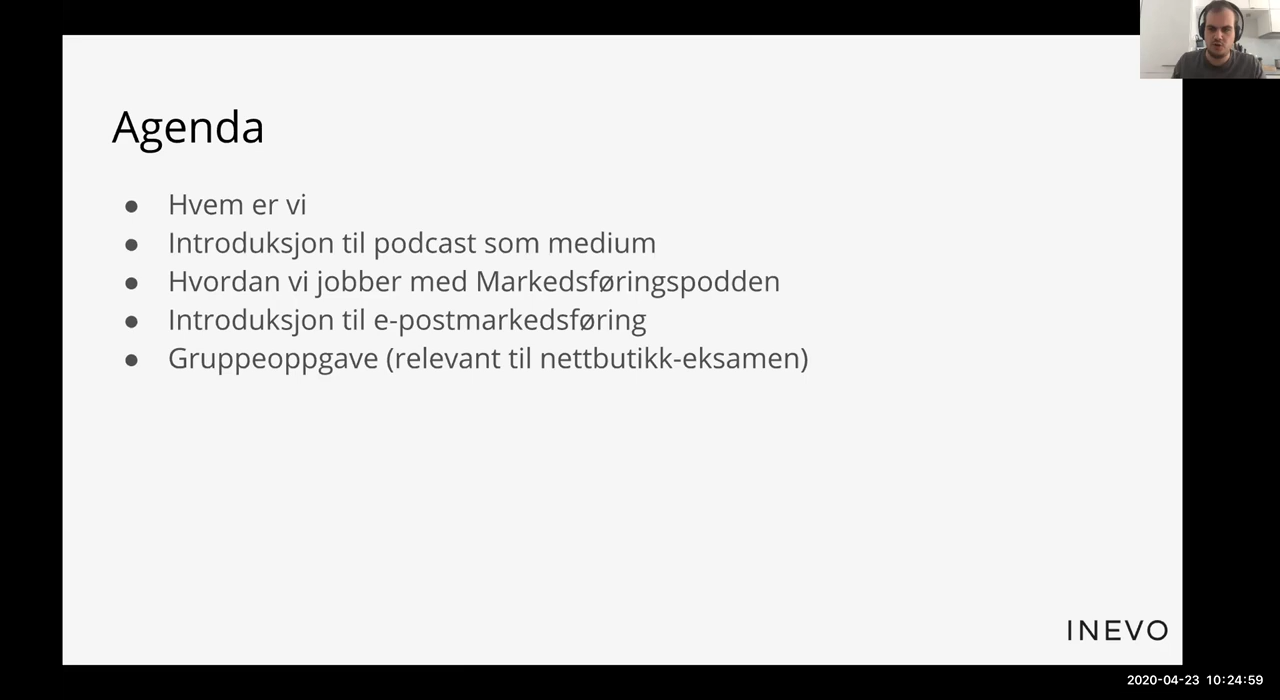 Agenda
● Hvem er vi
● Introduksjon til podcast som medium
● Hvordan vi jobber med Markedsføringspodden
● Introduksjon til e-postmarkedsføring
● Gruppeoppgave (relevant til nettbutikk-eksamen)
INEVO
2020-04-23 10:24:59